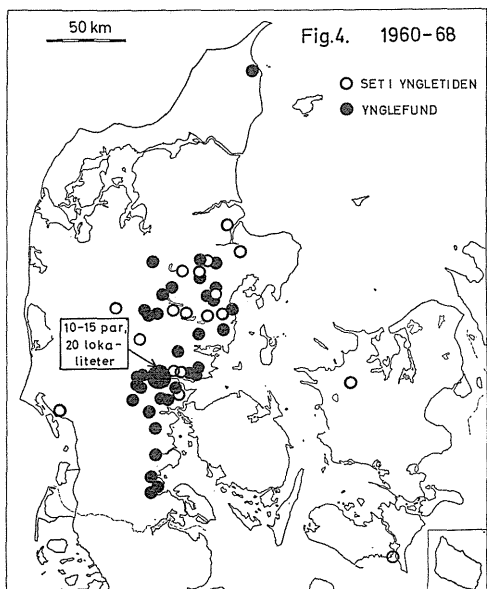 50 km
Fig.4. 1960-68
SET I YNGLETIDEN
YNGLEFUND
10-15 par,
20 loka-
liteter